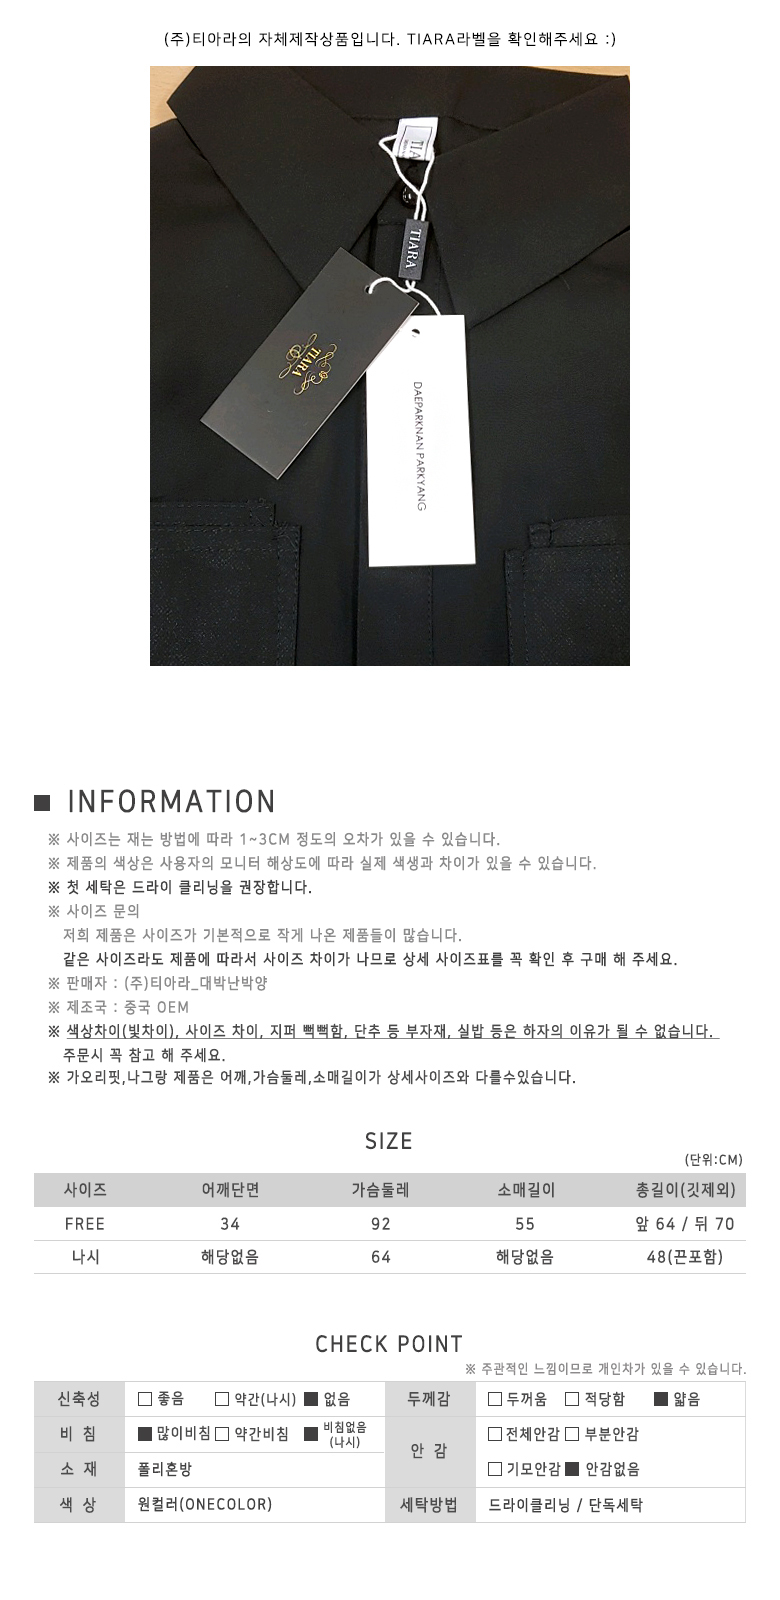 (주)티아라의 자체제작상품입니다. TIARA라벨을 확인해주세요 :)
TIARA
TIARA
DAEPARKNAN PARKYANG
■ INFORMATION
※ 사이즈는 재는 방법에 따라 1~3CM 정도의 오차가 있을 수 있습니다.
※ 제품의 색상은 사용자의 모니터 해상도에 따라 실제 색생과 차이가 있을 수 있습니다.
※ 첫 세탁은 드라이 클리닝을 권장합니다.
※ 사이즈 문의
저희 제품은 사이즈가 기본적으로 작게 나온 제품들이 많습니다.
같은 사이즈라도 제품에 따라서 사이즈 차이가 나므로 상세 사이즈표를 꼭 확인 후 구매 해 주세요.
※ 판매자 : (주)티아라_대박난박양
※ 제조국 : 중국 OEM
※ 색상차이(빛차이), 사이즈 차이, 지퍼 뻑뻑함, 단추 등 부자재, 실밥 등은 하자의 이유가 될 수 없습니다.
주문시 꼭 참고 해 주세요.
※ 가오리핏,나그랑 제품은 어깨,가슴둘레,소매길이가 상세사이즈와 다를수있습니다.
SIZE
(단위:CM)
사이즈 어깨단면 가슴둘레 소매길이 총길이(깃제외)
FREE 34 92 55 앞 64 / 뒤 70
나시 해당없음 64 해당없음 48(끈포함)
CHECK POINT
※ 주관적인 느낌이므로 개인차가 있을 수 있습니다.
신축성 □ 좋음 □ 약간(나시) ■ 없음 두께감 □ 두꺼움 □ 적당함 ■ 얇음
비 침 ■ 많이비침 □ 약간비침 ■ 비침없음 (나시) 안 감 □ 전체안감 □ 부분안감
소 재 폴리혼방 □ 기모안감 ■ 안감없음
색 상 원컬러(ONECOLOR) 세탁방법 드라이클리닝 / 단독세탁